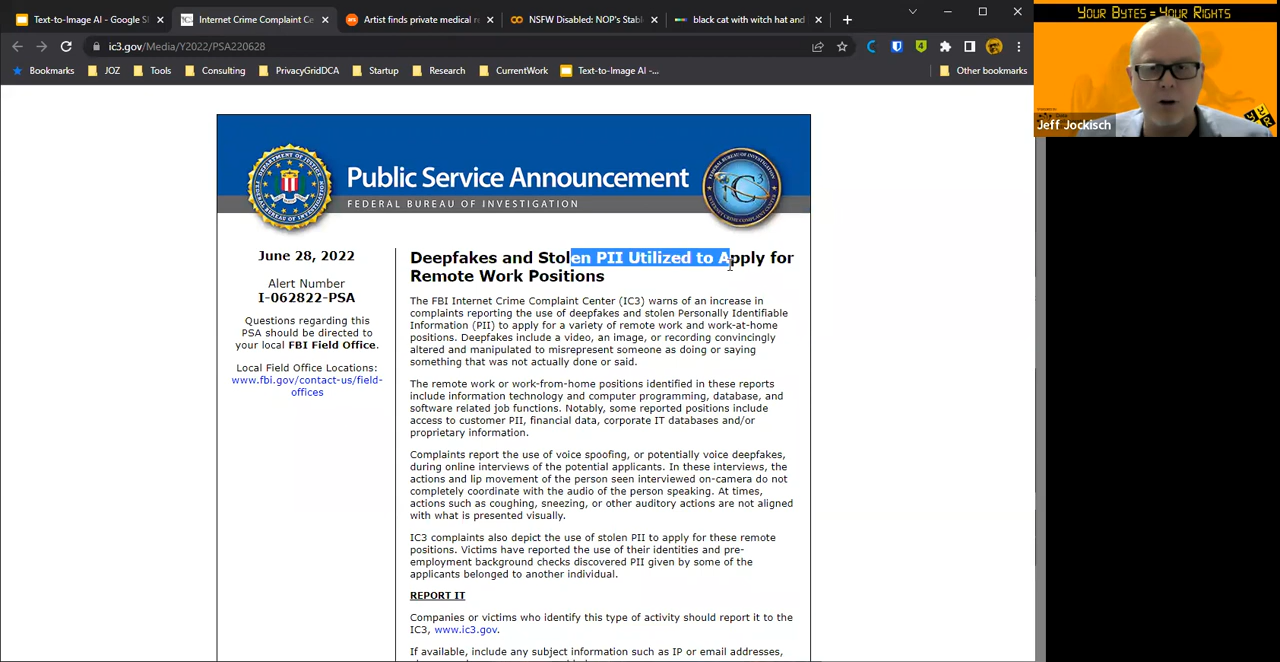 Text-to-Image AI - Google Sl
Internet Crime Complaint Ce
Artist finds private medical re
NSFW Disabled: NOP's Stabl
black cat with witch hat and
ic3.gov/Media/Y2022/PSA220628
4
Bookmarks
JOZ
Tools
Consulting
PrivacyGridDCA
Startup
Research
CurrentWork
Text-to-Image AI -...
Other bookmarks
YOUR BYTES = YOUR RIGHTS
Jeff Jockisch
Public Service Announcement
FEDERAL BUREAU OF INVESTIGATION
June 28, 2022
Alert Number
I-062822-PSA
Questions regarding this
PSA should be directed to
your local FBI Field Office.
Local Field Office Locations:
www.fbi.gov/contact-us/field-
offices
Deepfakes and Stolen PII Utilized to Apply for
Remote Work Positions
The FBI Internet Crime Complaint Center (IC3) warns of an increase in
complaints reporting the use of deepfakes and stolen Personally Identifiable
Information (PII) to apply for a variety of remote work and work-at-home
positions. Deepfakes include a video, an image, or recording convincingly
altered and manipulated to misrepresent someone as doing or saying
something that was not actually done or said.
The remote work or work-from-home positions identified in these reports
include information technology and computer programming, database, and
software related job functions. Notably, some reported positions include
access to customer PII, financial data, corporate IT databases and/or
proprietary information.
Complaints report the use of voice spoofing, or potentially voice deepfakes,
during online interviews of the potential applicants. In these interviews, the
actions and lip movement of the person seen interviewed on-camera do not
completely coordinate with the audio of the person speaking. At times,
actions such as coughing, sneezing, or other auditory actions are not aligned
with what is presented visually.
IC3 complaints also depict the use of stolen PII to apply for these remote
positions. Victims have reported the use of their identities and pre-
employment background checks discovered PII given by some of the
applicants belonged to another individual.
REPORT IT
Companies or victims who identify this type of activity should report it to the
IC3, www.ic3.gov.
If available, include any subject information such as IP or email addresses,